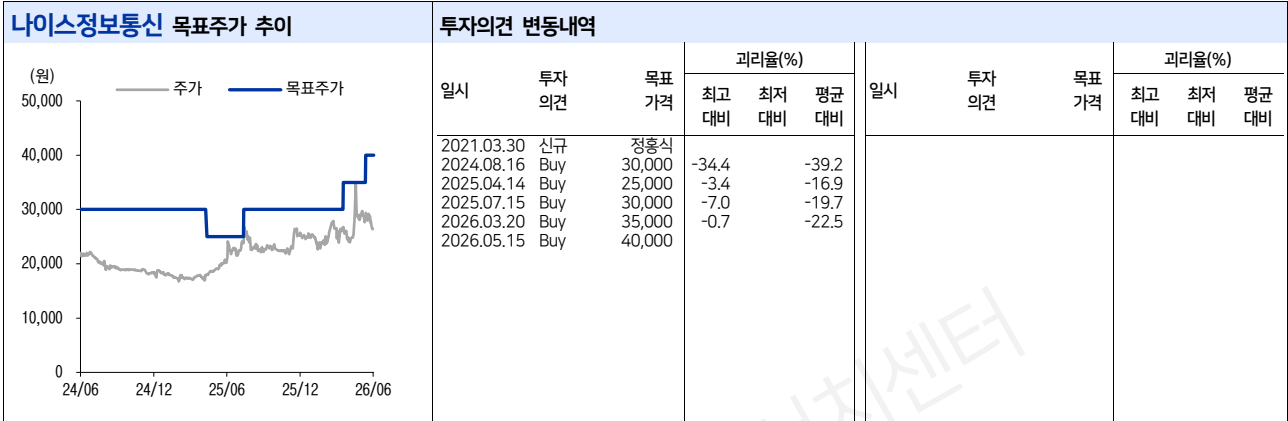 나이스정보통신 목표주가 추이
(원)
주가
목표주가
50,000
40,000
30,000
20,000
10,000
0
24/06 24/12 25/06 25/12 26/06
투자의견 변동내역
일시 투자의견 목표가격 괴리율(%) 최고대비 최저대비 평균대비
2021.03.30 신규 정홍식
2024.08.16 Buy 30,000 -34.4 -39.2
2025.04.14 Buy 25,000 -3.4 -16.9
2025.07.15 Buy 30,000 -7.0 -19.7
2026.03.20 Buy 35,000 -0.7 -22.5
2026.05.15 Buy 40,000
일시 투자의견 목표가격 괴리율(%) 최고대비 최저대비 평균대비
센터